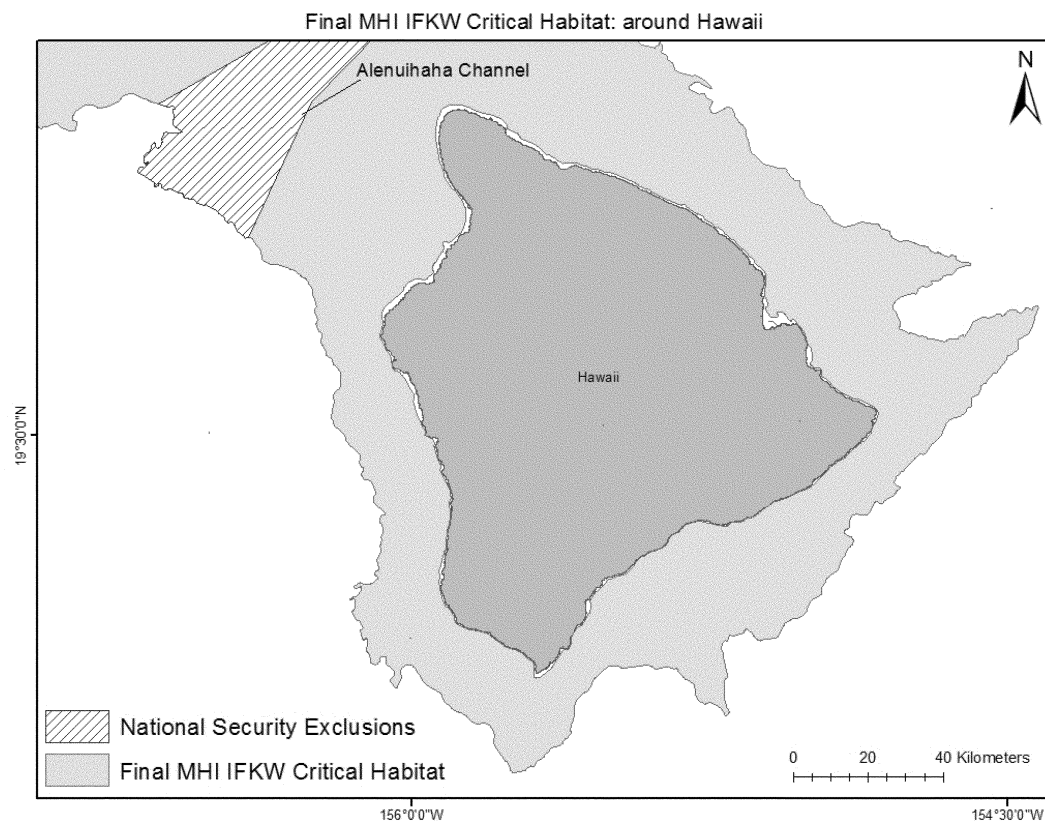 Final MHI IFKW Critical Habitat: around Hawaii
Alenuihaha Channel
N
Hawaii
19°30'0"N
National Security Exclusions
Final MHI IFKW Critical Habitat
0 20 40 Kilometers
156°0'0"W
154°30'0"W